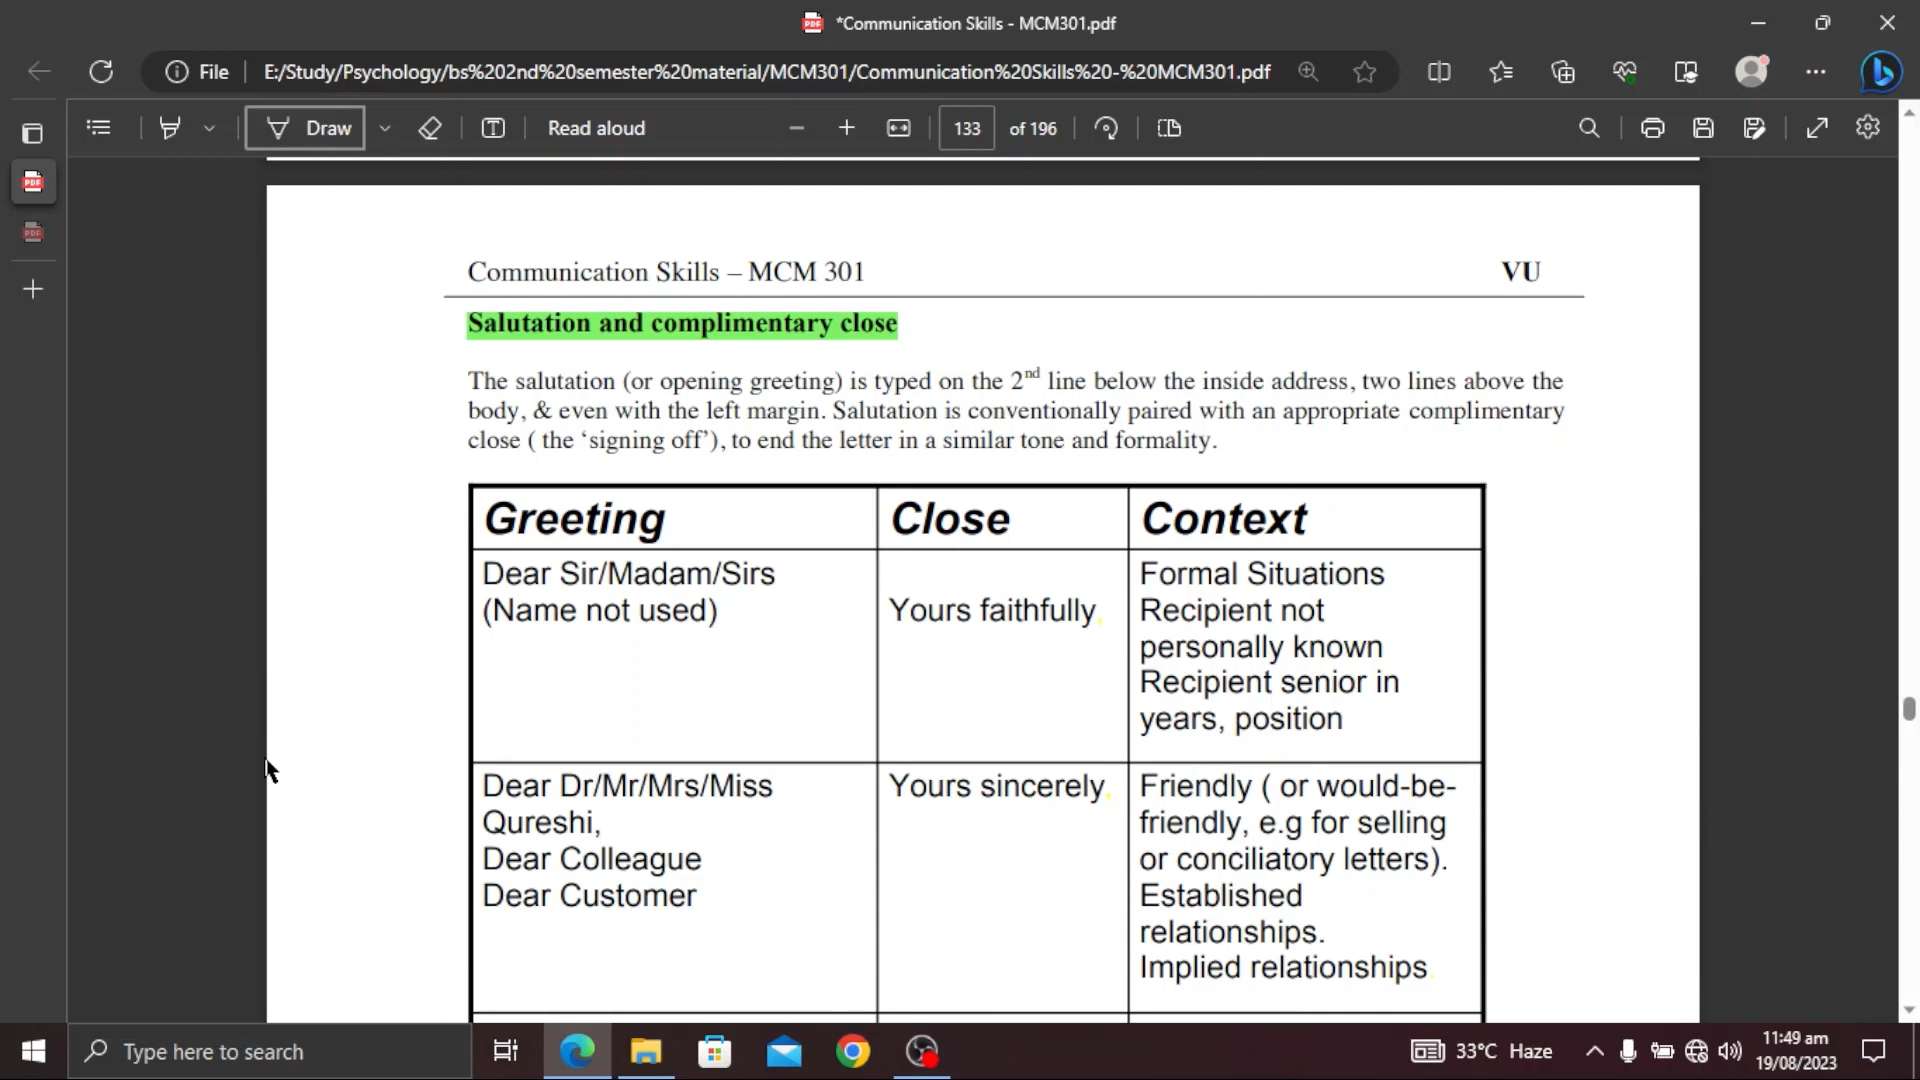 *Communication Skills - MCM301.pdf
File
E:/Study/Psychology/bs%202nd%20semester%20material/MCM301/Communication%20Skills%20-%20MCM301.pdf
Draw
Read aloud
133
of 196
Communication Skills – MCM 301
VU
Salutation and complimentary close
The salutation (or opening greeting) is typed on the 2nd line below the inside address, two lines above the
body, & even with the left margin. Salutation is conventionally paired with an appropriate complimentary
close ( the ‘signing off’), to end the letter in a similar tone and formality.
Greeting
Close
Context
Dear Sir/Madam/Sirs
(Name not used)
Yours faithfully,
Formal Situations
Recipient not
personally known
Recipient senior in
years, position
Dear Dr/Mr/Mrs/Miss
Qureshi,
Dear Colleague
Dear Customer
Yours sincerely,
Friendly ( or would-be-
friendly, e.g for selling
or conciliatory letters).
Established
relationships.
Implied relationships.
Type here to search
33°C Haze
11:49 am
19/08/2023